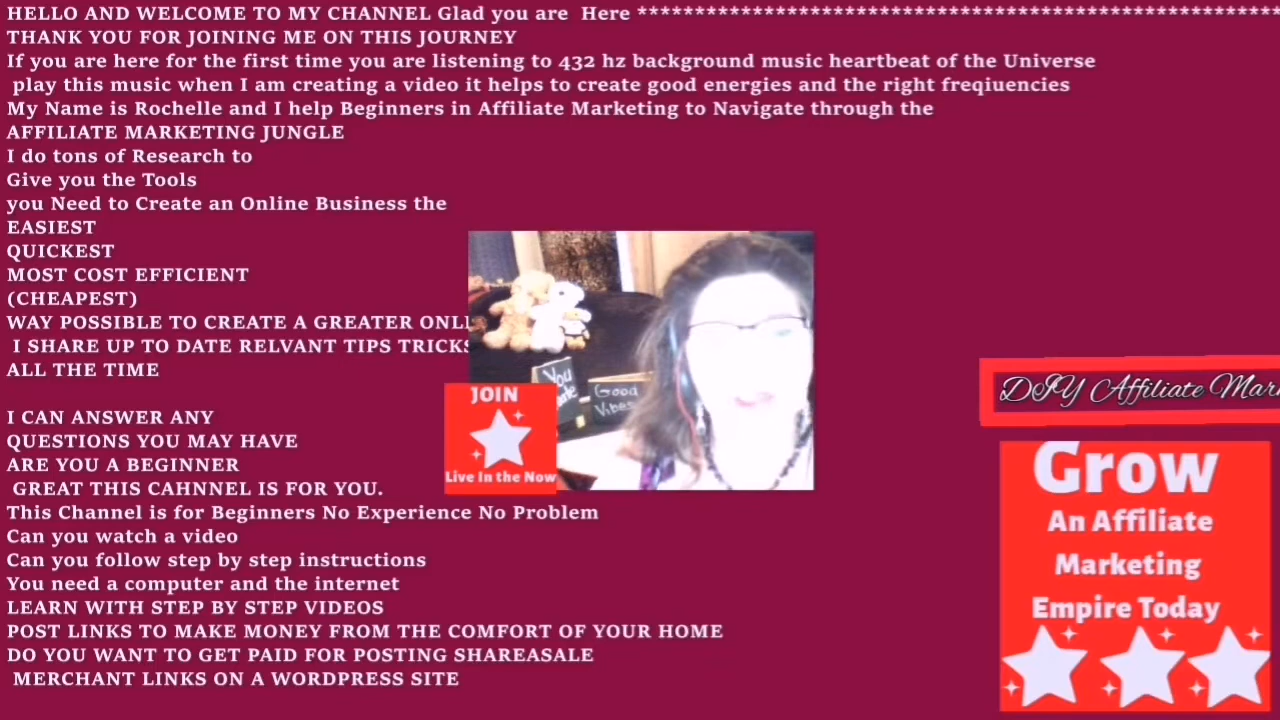 HELLO AND WELCOME TO MY CHANNEL Glad you are Here ********************************************************
THANK YOU FOR JOINING ME ON THIS JOURNEY
If you are here for the first time you are listening to 432 hz background music heartbeat of the Universe
play this music when I am creating a video it helps to create good energies and the right freqiuencies
My Name is Rochelle and I help Beginners in Affiliate Marketing to Navigate through the
AFFILIATE MARKETING JUNGLE
I do tons of Research to
Give you the Tools
you Need to Create an Online Business the
EASIEST
QUICKEST
MOST COST EFFICIENT
(CHEAPEST)
WAY POSSIBLE TO CREATE A GREATER
I SHARE UP TO DATE RELVANT TIPS TRICKS
ALL THE TIME
I CAN ANSWER ANY
QUESTIONS YOU MAY HAVE
ARE YOU A BEGINNER
GREAT THIS CAHNNEL IS FOR YOU.
This Channel is for Beginners No Experience No Problem
Can you watch a video
Can you follow step by step instructions
You need a computer and the internet
LEARN WITH STEP BY STEP VIDEOS
POST LINKS TO MAKE MONEY FROM THE COMFORT OF YOUR HOME
DO YOU WANT TO GET PAID FOR POSTING SHAREASALE
MERCHANT LINKS ON A WORDPRESS SITE
You
Good
Vibes
JOIN
Live In the Now
DIY Affiliate
Grow
An Affiliate
Marketing
Empire Today